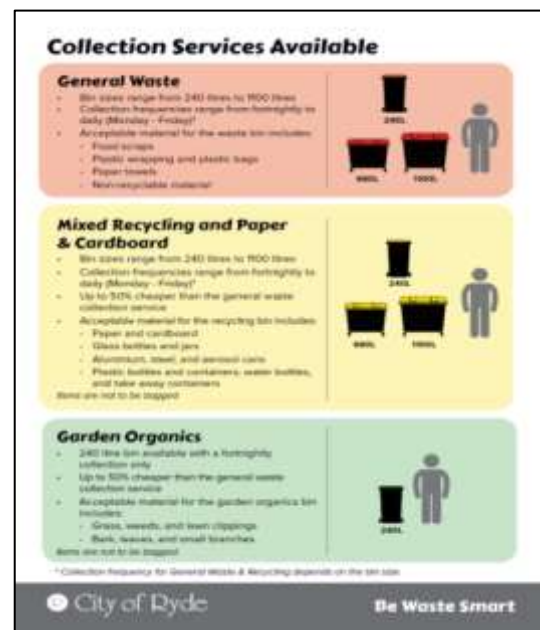 Collection Services Available
General Waste
- Bin sizes range from 240 litres to 1100 litres
- Collection frequencies range from fortnightly to
daily (Monday - Friday)*
- Acceptable material for the waste bin includes:
- Food scraps
- Plastic wrapping and plastic bags
- Paper towels
- Non-recyclable material
240L
660L 1100L
Mixed Recycling and Paper
& Cardboard
- Bin sizes range from 240 litres to 1100 litres
- Collection frequencies range from fortnightly to
daily (Monday - Friday)*
- Up to 50% cheaper than the general waste
collection service
- Acceptable material for the recycling bin includes:
- Paper and cardboard
- Glass bottles and jars
- Aluminium, steel, and aerosol cans
- Plastic bottles and containers, water bottles,
and take away containers
Items are not to be bagged
240L
660L 1100L
Garden Organics
- 240 litre bin available with a fortnightly
collection only
- Up to 50% cheaper than the general waste
collection service
- Acceptable material for the garden organics bin
includes:
- Grass, weeds, and lawn clippings
- Bark, leaves, and small branches
Items are not to be bagged
240L
* Collection frequency for General Waste & Recycling depends on the bin size
City of Ryde
Be Waste Smart